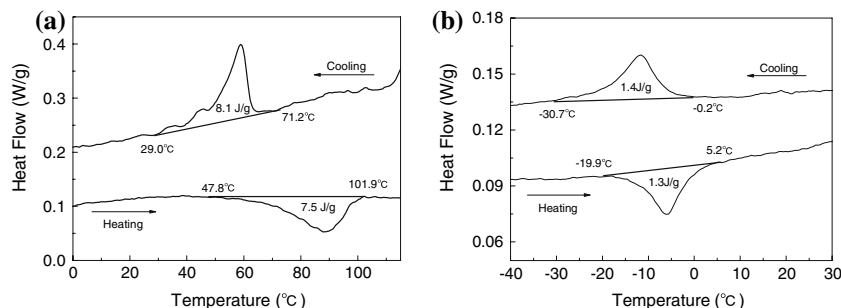 (a)
0.4
0.3
0.2
0.1
0.0
Heat Flow (W/g)
Cooling
8.1 J/g
71.2°C
29.0°C
47.8°C
101.9°C
7.5 J/g
Heating
0 20 40 60 80 100
Temperature (°C)
(b)
0.18
0.15
0.12
0.09
0.06
Heat Flow (W/g)
Cooling
1.4J/g
-30.7°C
-0.2°C
5.2°C
-19.9°C
1.3J/g
Heating
-40 -30 -20 -10 0 10 20 30
Temperature (°C)